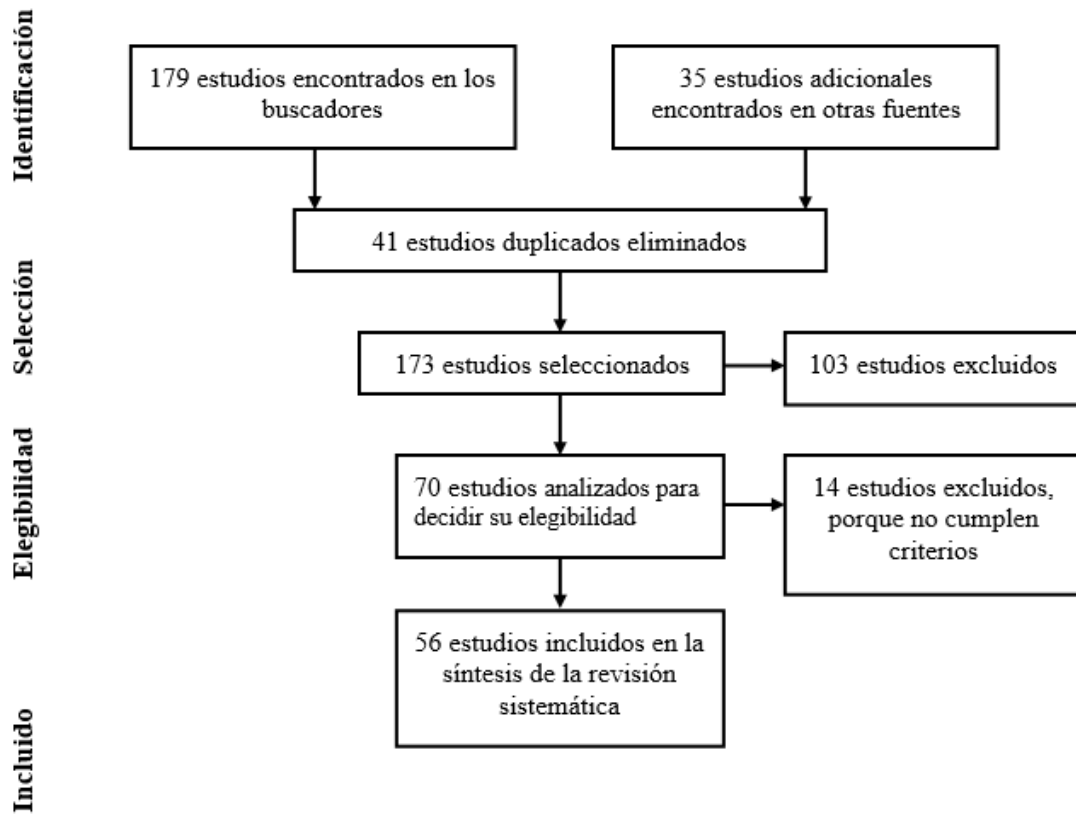 Identificación
179 estudios encontrados en los
buscadores
35 estudios adicionales
encontrados en otras fuentes
41 estudios duplicados eliminados
Selección
173 estudios seleccionados
103 estudios excluidos
Elegibilidad
70 estudios analizados para
decidir su elegibilidad
14 estudios excluidos,
porque no cumplen
criterios
56 estudios incluidos en la
síntesis de la revisión
sistemática
Incluido